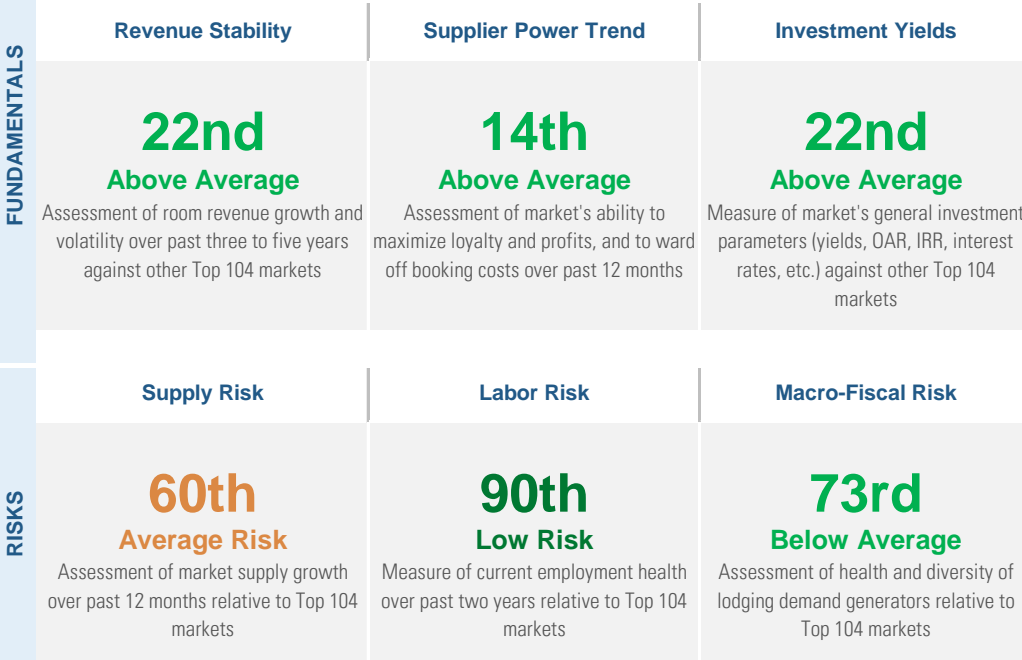 FUNDAMENTALS
Revenue Stability
22nd
Above Average
Assessment of room revenue growth and
volatility over past three to five years
against other Top 104 markets
Supplier Power Trend
14th
Above Average
Assessment of market's ability to
maximize loyalty and profits, and to ward
off booking costs over past 12 months
Investment Yields
22nd
Above Average
Measure of market's general investment
parameters (yields, OAR, IRR, interest
rates, etc.) against other Top 104
markets
RISKS
Supply Risk
60th
Average Risk
Assessment of market supply growth
over past 12 months relative to Top 104
markets
Labor Risk
90th
Low Risk
Measure of current employment health
over past two years relative to Top 104
markets
Macro-Fiscal Risk
73rd
Below Average
Assessment of health and diversity of
lodging demand generators relative to
Top 104 markets